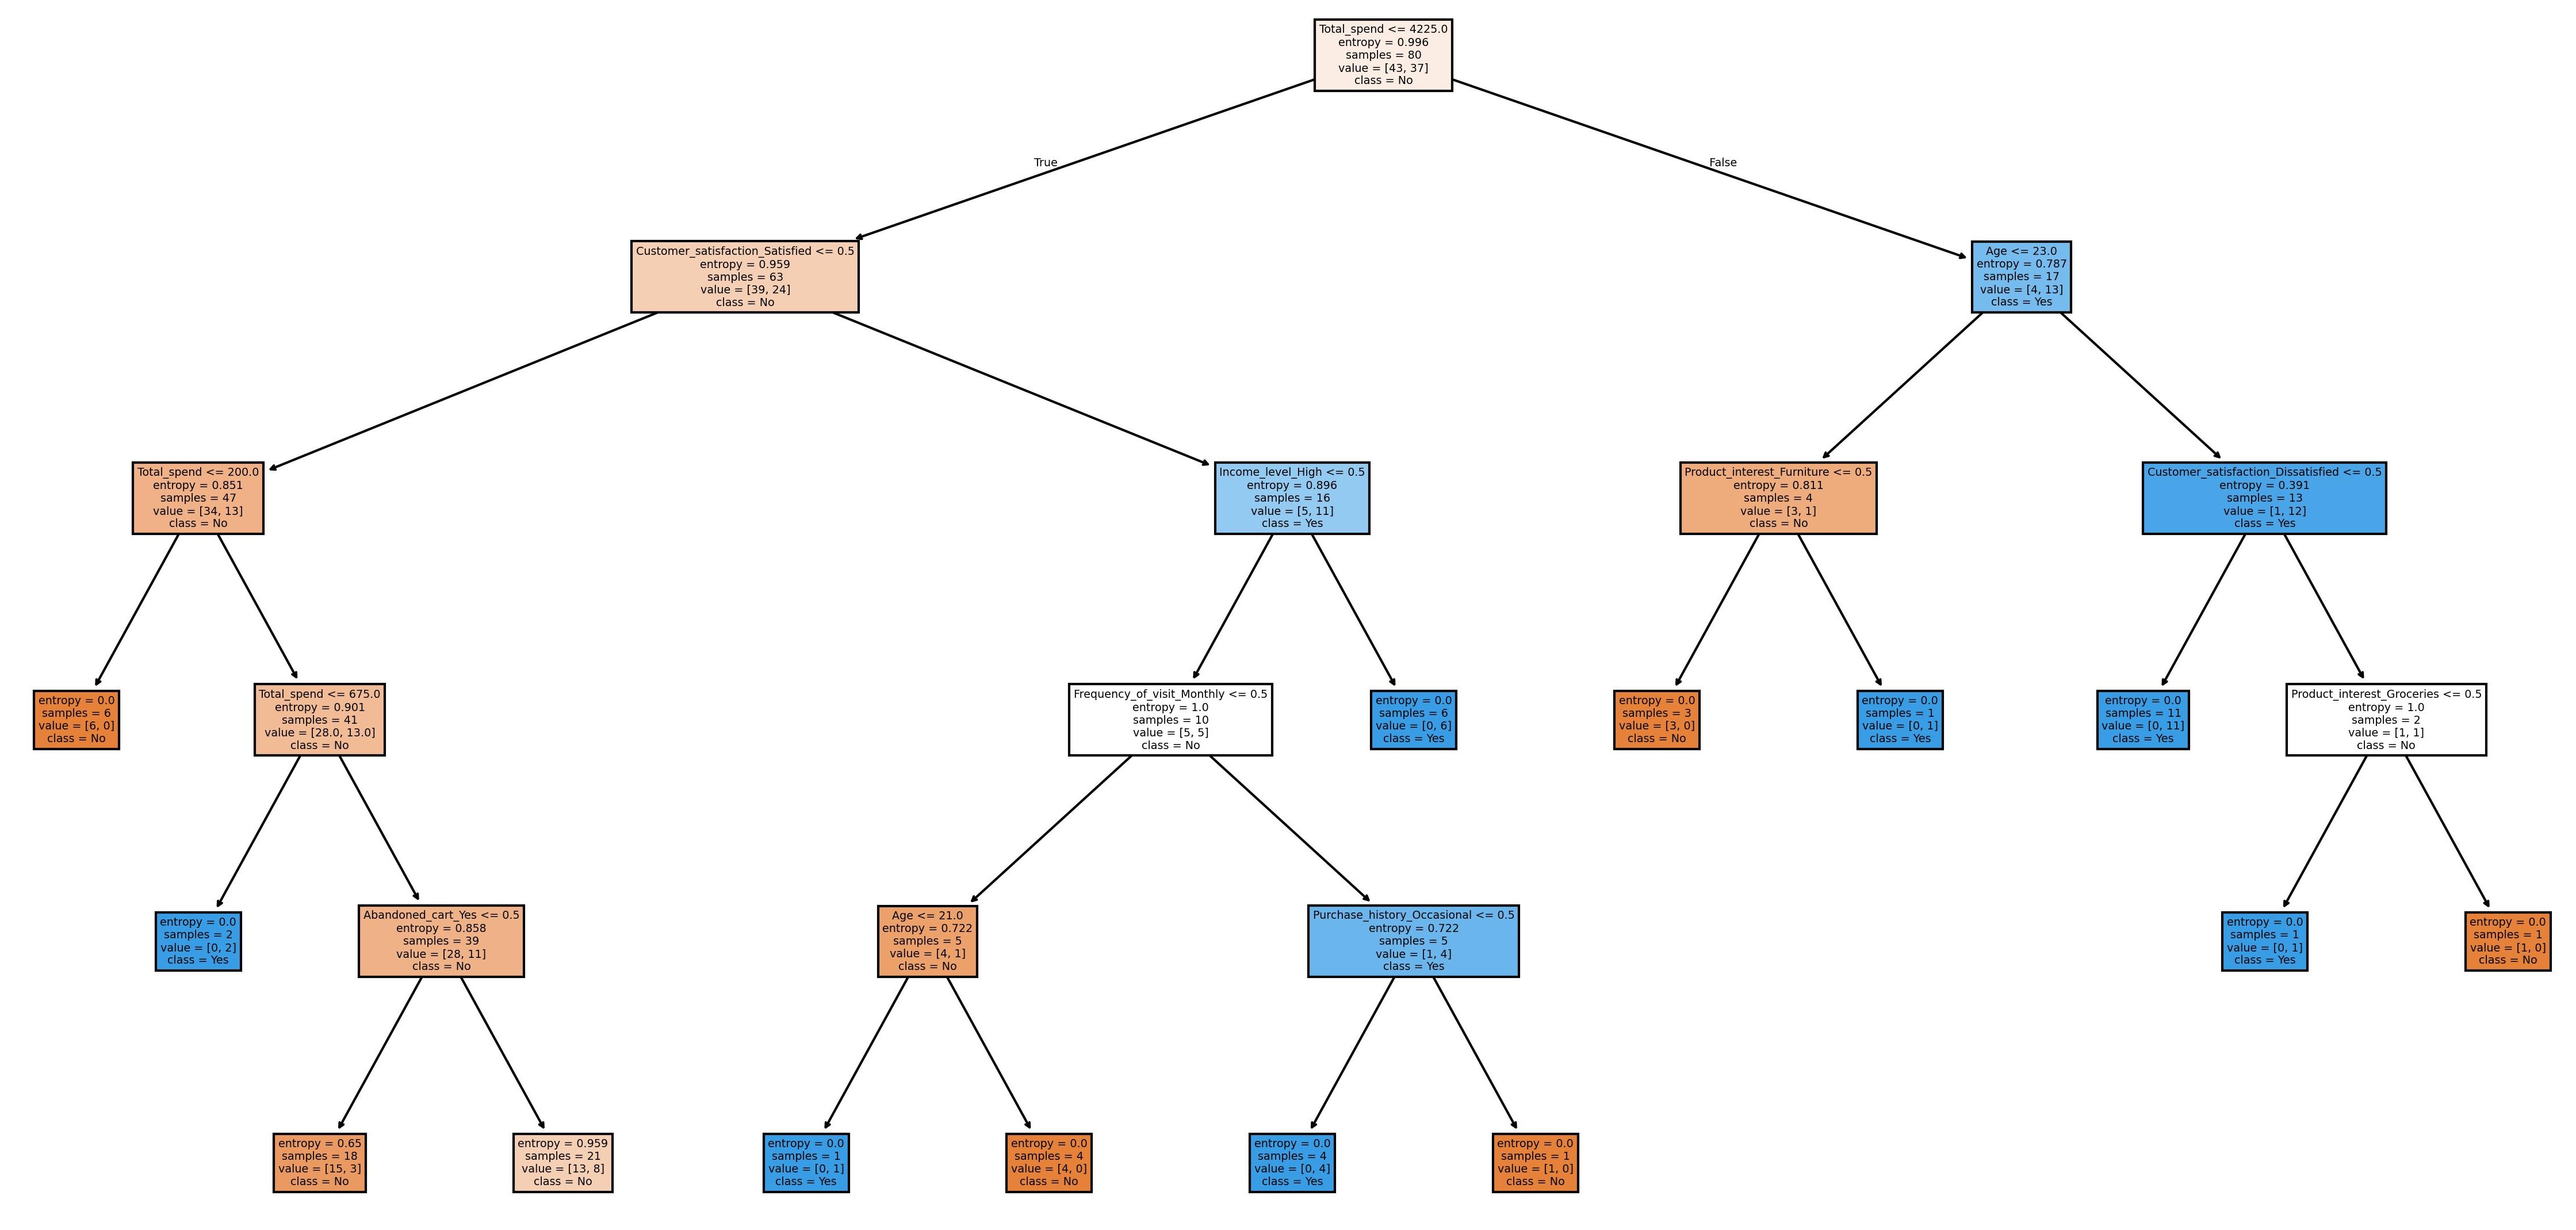 Total_spend <= 4225.0
entropy = 0.996
samples = 80
value = [43, 37]
class = No
True
False
Customer_satisfaction_Satisfied <= 0.5
entropy = 0.959
samples = 63
value = [39, 24]
class = No
Age <= 23.0
entropy = 0.787
samples = 17
value = [4, 13]
class = Yes
Total_spend <= 200.0
entropy = 0.851
samples = 47
value = [34, 13]
class = No
Income_level_High <= 0.5
entropy = 0.896
samples = 16
value = [5, 11]
class = Yes
Product_interest_Furniture <= 0.5
entropy = 0.811
samples = 4
value = [3, 1]
class = No
Customer_satisfaction_Dissatisfied <= 0.5
entropy = 0.391
samples = 13
value = [1, 12]
class = Yes
entropy = 0.0
samples = 6
value = [6, 0]
class = No
Total_spend <= 675.0
entropy = 0.901
samples = 41
value = [28.0, 13.0]
class = No
Frequency_of_visit_Monthly <= 0.5
entropy = 1.0
samples = 10
value = [5, 5]
class = No
entropy = 0.0
samples = 6
value = [0, 6]
class = Yes
entropy = 0.0
samples = 3
value = [3, 0]
class = No
entropy = 0.0
samples = 1
value = [0, 1]
class = Yes
entropy = 0.0
samples = 11
value = [0, 11]
class = Yes
Product_interest_Groceries <= 0.5
entropy = 1.0
samples = 2
value = [1, 1]
class = No
entropy = 0.0
samples = 2
value = [0, 2]
class = Yes
Abandoned_cart_Yes <= 0.5
entropy = 0.858
samples = 39
value = [28, 11]
class = No
Age <= 21.0
entropy = 0.722
samples = 5
value = [4, 1]
class = No
Purchase_history_Occasional <= 0.5
entropy = 0.722
samples = 5
value = [1, 4]
class = Yes
entropy = 0.0
samples = 1
value = [0, 1]
class = Yes
entropy = 0.0
samples = 1
value = [1, 0]
class = No
entropy = 0.65
samples = 18
value = [15, 3]
class = No
entropy = 0.959
samples = 21
value = [13, 8]
class = No
entropy = 0.0
samples = 1
value = [0, 1]
class = Yes
entropy = 0.0
samples = 4
value = [4, 0]
class = No
entropy = 0.0
samples = 4
value = [0, 4]
class = Yes
entropy = 0.0
samples = 1
value = [1, 0]
class = No